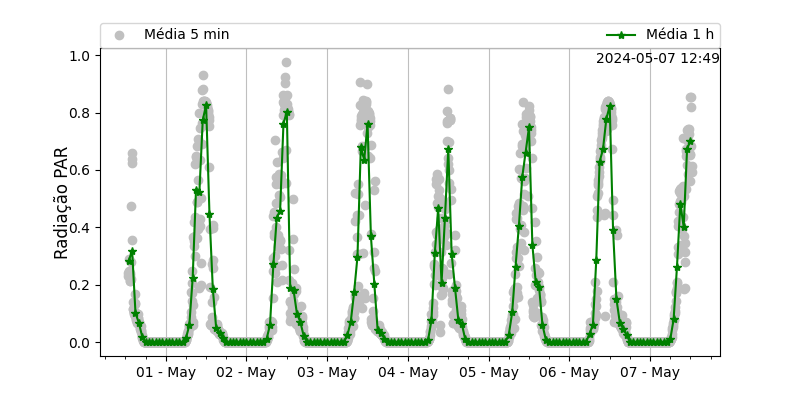 Média 5 min
Média 1 h
2024-05-07 12:49
Radiação PAR
1.0
0.8
0.6
0.4
0.2
0.0
01 - May
02 - May
03 - May
04 - May
05 - May
06 - May
07 - May